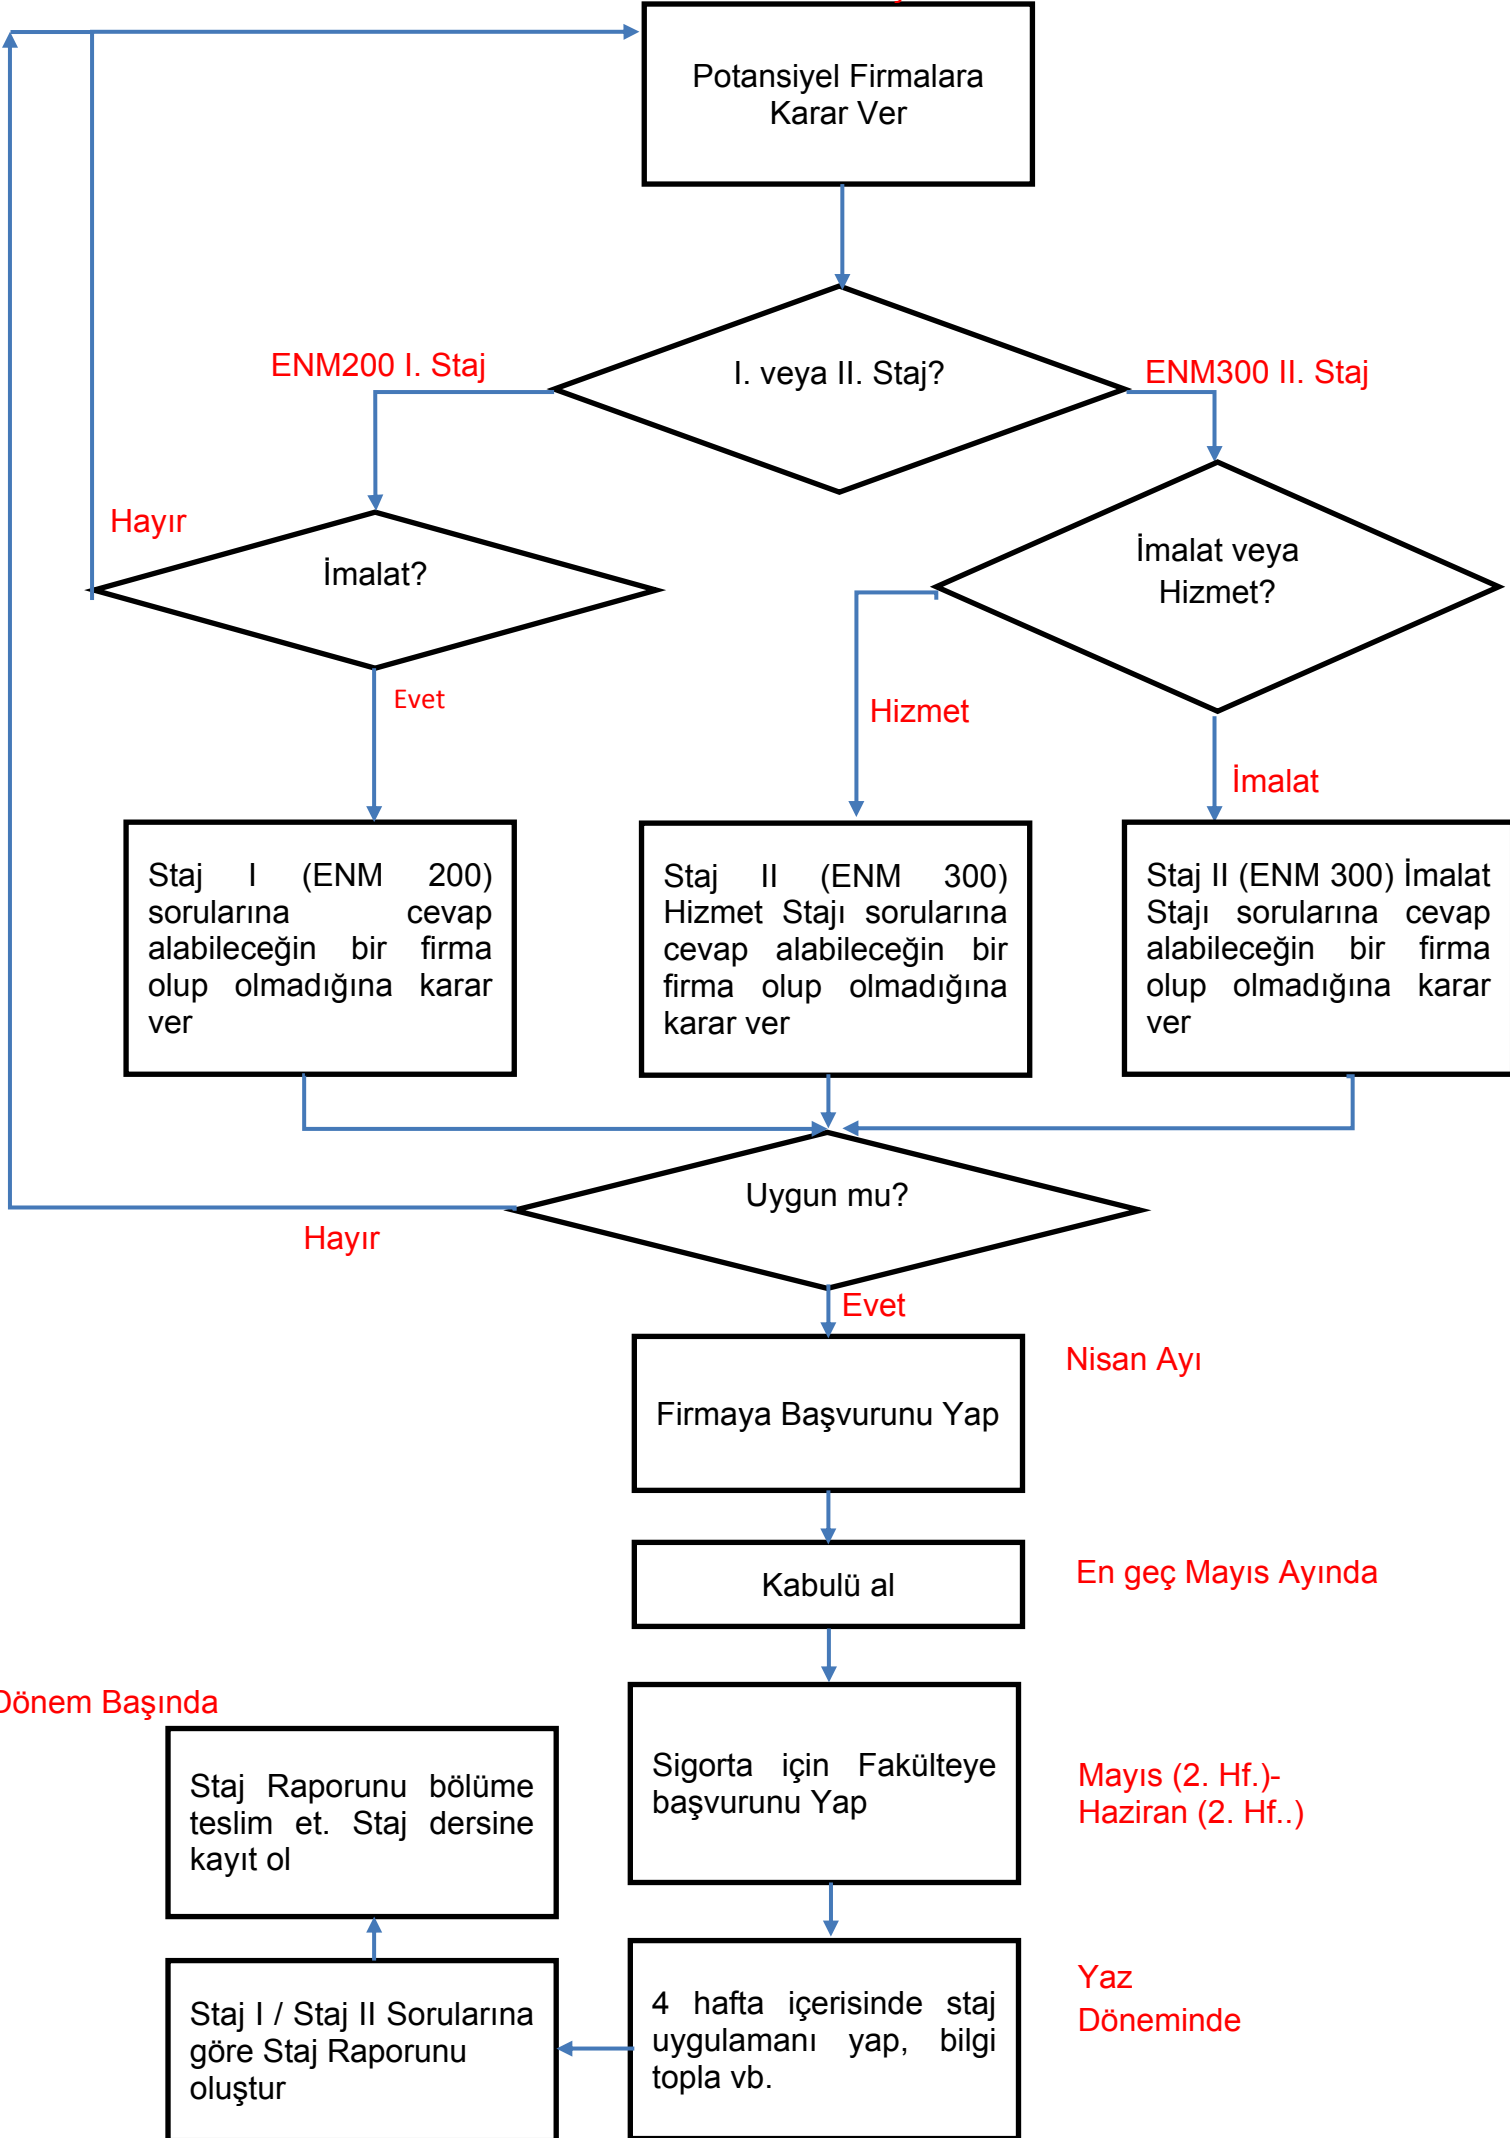 Potansiyel Firmalara
Karar Ver
I. veya II. Staj?
ENM200 I. Staj
ENM300 II. Staj
Hayır
İmalat?
Evet
İmalat veya
Hizmet?
Hizmet
İmalat
Staj I (ENM 200)
sorularına cevap
alabileceğin bir firma
olup olmadığına karar
ver
Staj II (ENM 300)
Hizmet Stajı sorularına
cevap alabileceğin bir
firma olup olmadığına
karar ver
Staj II (ENM 300) İmalat
Stajı sorularına cevap
alabileceğin bir firma
olup olmadığına karar
ver
Uygun mu?
Hayır
Evet
Firmaya Başvurunu Yap
Nisan Ayı
Kabulü al
En geç Mayıs Ayında
Sigorta için Fakülteye
başvurunu Yap
Mayıs (2. Hf.)-
Haziran (2. Hf..)
4 hafta içerisinde staj
uygulamanı yap, bilgi
topla vb.
Yaz
Döneminde
Staj I / Staj II Sorularına
göre Staj Raporunu
oluştur
Dönem Başında
Staj Raporunu bölüme
teslim et. Staj dersine
kayıt ol